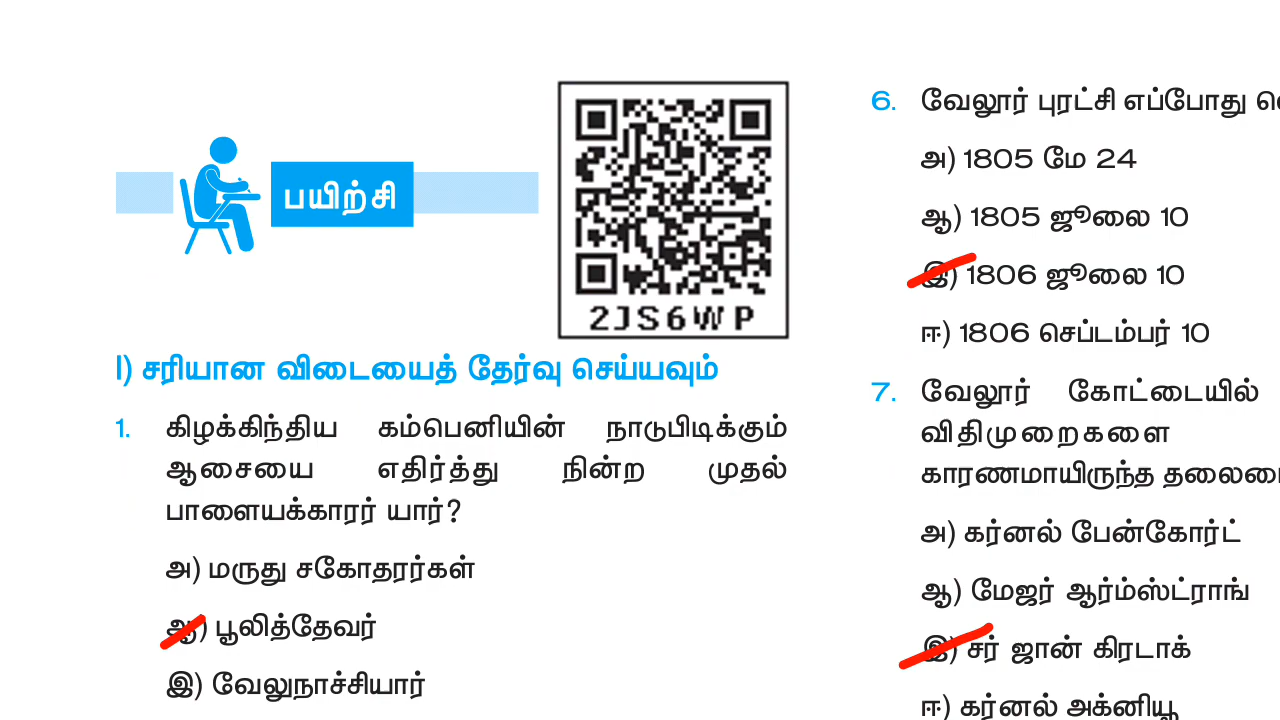 பயிற்சி
2JS6WP
I) சரியான விடையைத் தேர்வு செய்யவும்
1. கிழக்கிந்திய கம்பெனியின் நாடுபிடிக்கும்
ஆசையை எதிர்த்து நின்ற முதல்
பாளையக்காரர் யார்?
அ) மருது சகோதரர்கள்
ஆ) பூலித்தேவர்
இ) வேலுநாச்சியார்
6. வேலூர் புரட்சி எப்போது
அ) 1805 மே 24
ஆ) 1805 ஜூலை 10
இ) 1806 ஜூலை 10
ஈ) 1806 செப்டம்பர் 10
7. வேலூர் கோட்டையில்
விதிமுறைகளை
காரணமாயிருந்த
அ) கர்னல் பேன்கோர்ட்
ஆ) மேஜர் ஆர்ம்ஸ்ட்ராங்
இ) சர் ஜான் கிரடாக்
ஈ) கர்னல் அக்னியூ